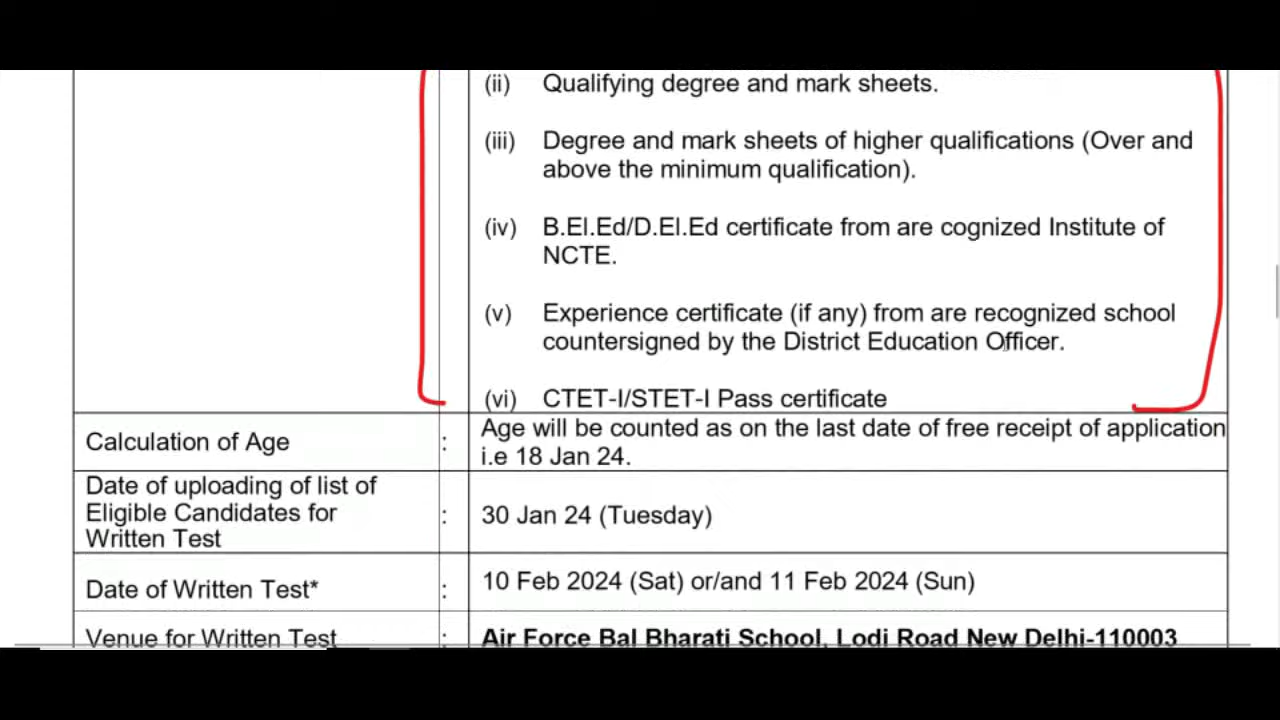 (ii) Qualifying degree and mark sheets.
(iii) Degree and mark sheets of higher qualifications (Over and
above the minimum qualification).
(iv) B.El.Ed/D.El.Ed certificate from are cognized Institute of
NCTE.
(v) Experience certificate (if any) from are recognized school
countersigned by the District Education Officer.
(vi) CTET-I/STET-I Pass certificate
Calculation of Age : Age will be counted as on the last date of free receipt of application
i.e 18 Jan 24.
Date of uploading of list of
Eligible Candidates for : 30 Jan 24 (Tuesday)
Written Test
Date of Written Test* : 10 Feb 2024 (Sat) or/and 11 Feb 2024 (Sun)
Venue for Written Test : Air Force Bal Bharati School, Lodi Road New Delhi-110003